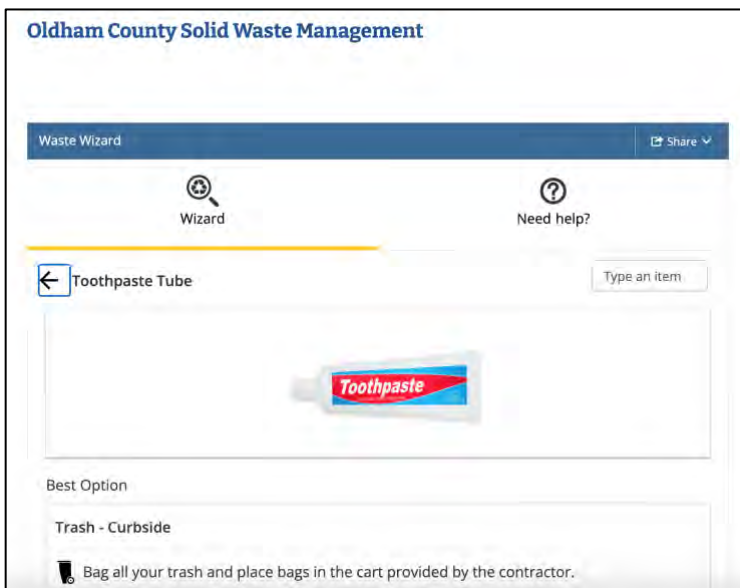 Oldham County Solid Waste Management
Waste Wizard
Share
Wizard
Need help?
Toothpaste Tube
Type an item
Toothpaste
Best Option
Trash - Curbside
Bag all your trash and place bags in the cart provided by the contractor.